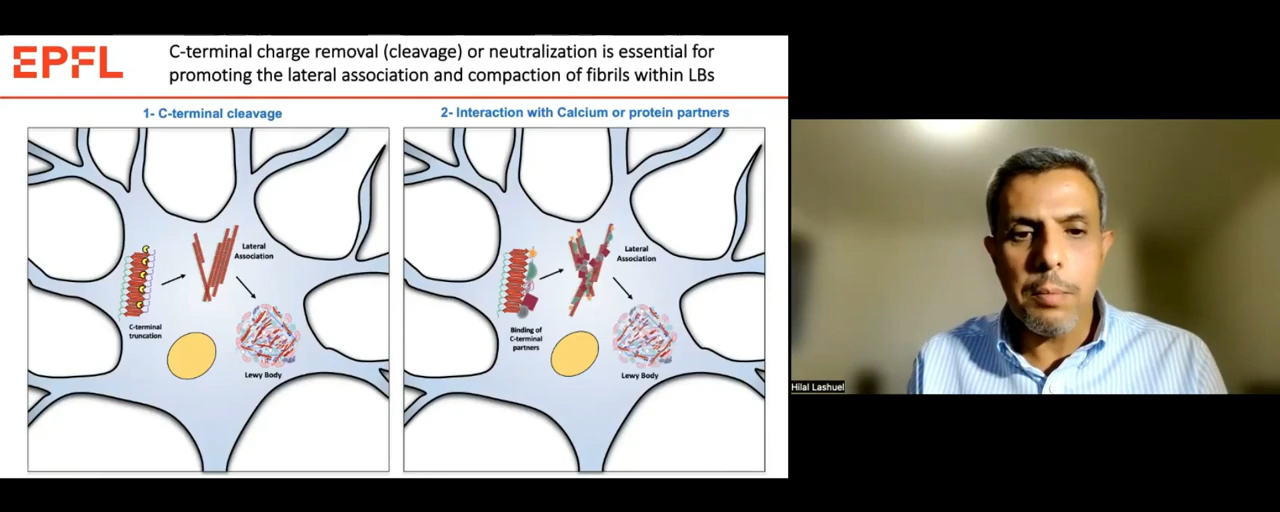 EPFL
C-terminal charge removal (cleavage) or neutralization is essential for
promoting the lateral association and compaction of fibrils within LBs
1- C-terminal cleavage
2- Interaction with Calcium or protein partners
Lateral
Association
C-terminal
truncation
Lewy Body
Lateral
Association
Binding of
C-terminal
partners
Lewy Body
Hilal Lashuel